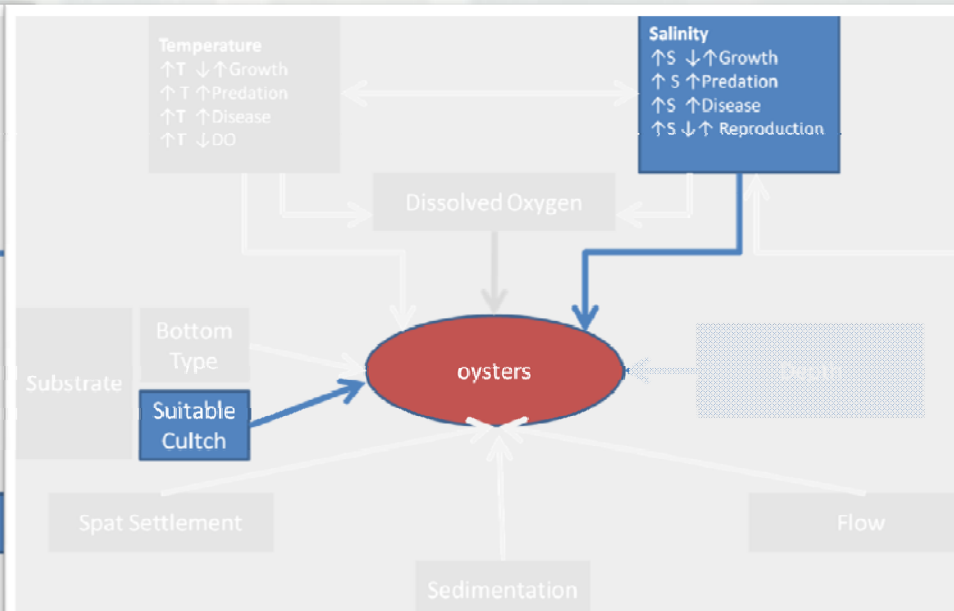 Temperature
↑T ↓↑Growth
↑ T ↑Predation
↑T ↑Disease
↑T ↓DO
Salinity
↑S ↓↑Growth
↑ S ↑Predation
↑S ↑Disease
↑S ↓↑ Reproduction
Dissolved Oxygen
Bottom
Type
Substrate
Suitable
Cultch
oysters
Depth
Spat Settlement
Flow
Sedimentation